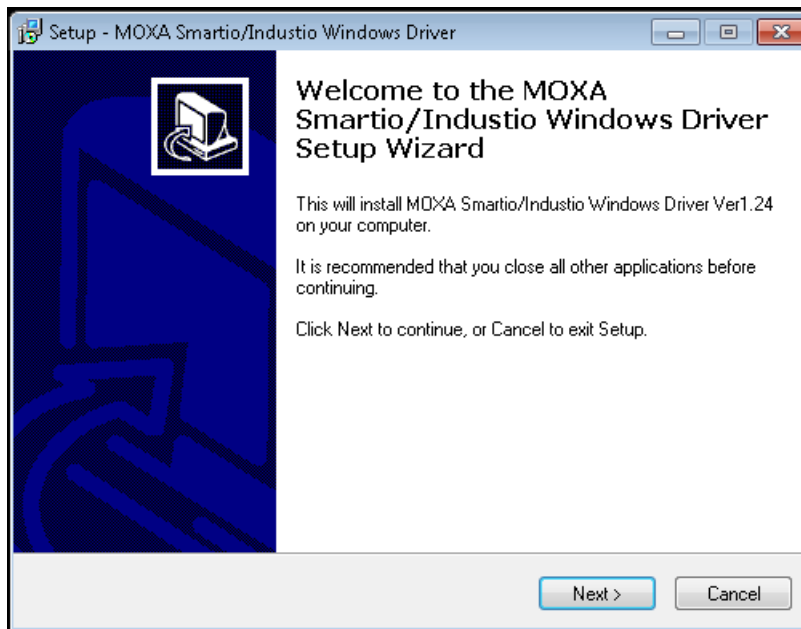 Setup - MOXA Smartio/Industio Windows Driver
Welcome to the MOXA
Smartio/Industio Windows Driver
Setup Wizard
This will install MOXA Smartio/Industio Windows Driver Ver1.24
on your computer.
It is recommended that you close all other applications before
continuing.
Click Next to continue, or Cancel to exit Setup.
Next >
Cancel